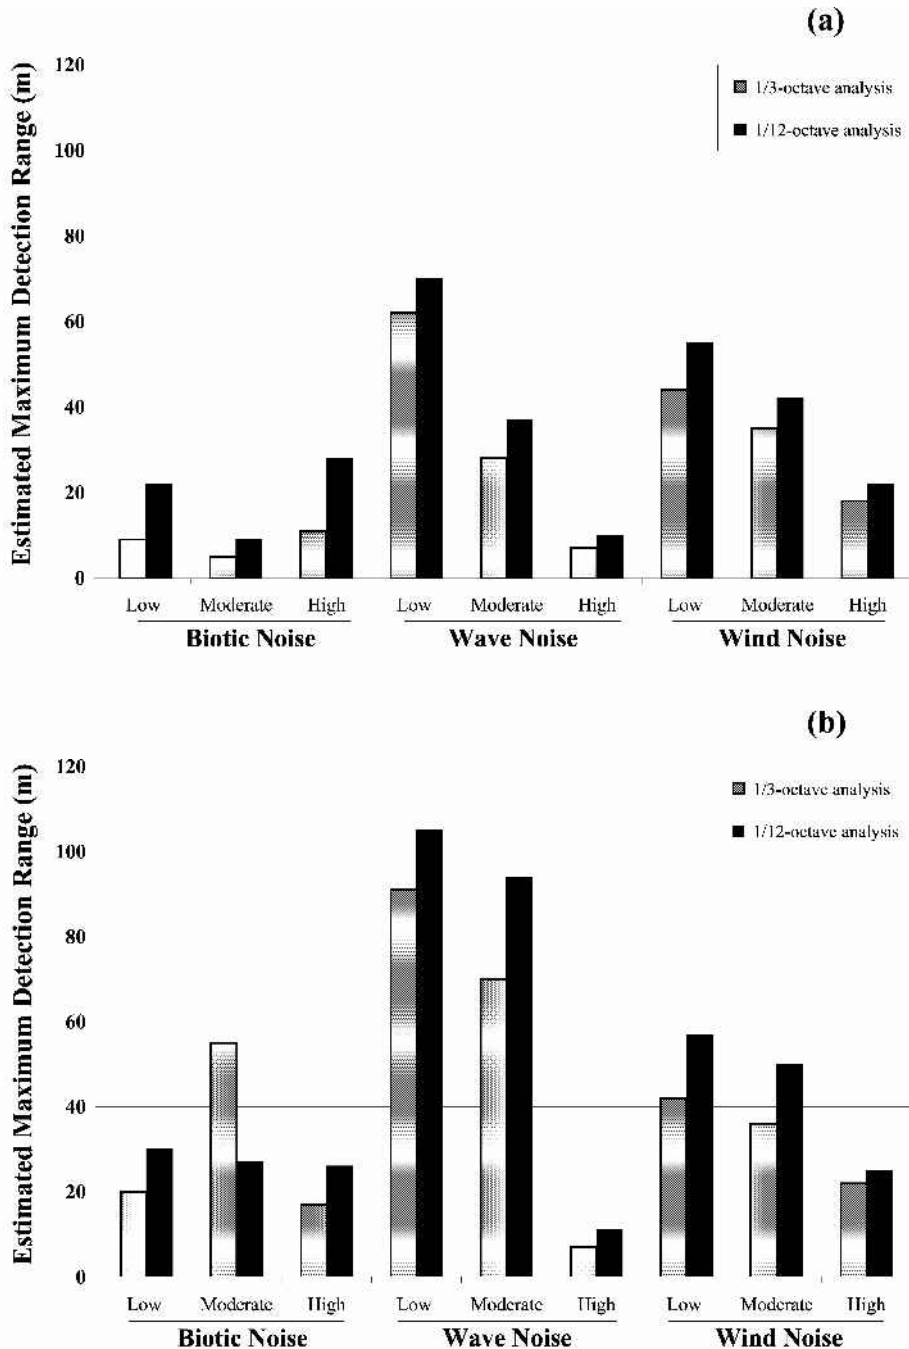 (a)
Estimated Maximum Detection Range (m)
120
100
80
60
40
20
0
1/3-octave analysis
1/12-octave analysis
Low Moderate High Low Moderate High Low Moderate High
Biotic Noise Wave Noise Wind Noise
(b)
Estimated Maximum Detection Range (m)
120
100
80
60
40
20
0
1/3-octave analysis
1/12-octave analysis
Low Moderate High Low Moderate High Low Moderate High
Biotic Noise Wave Noise Wind Noise